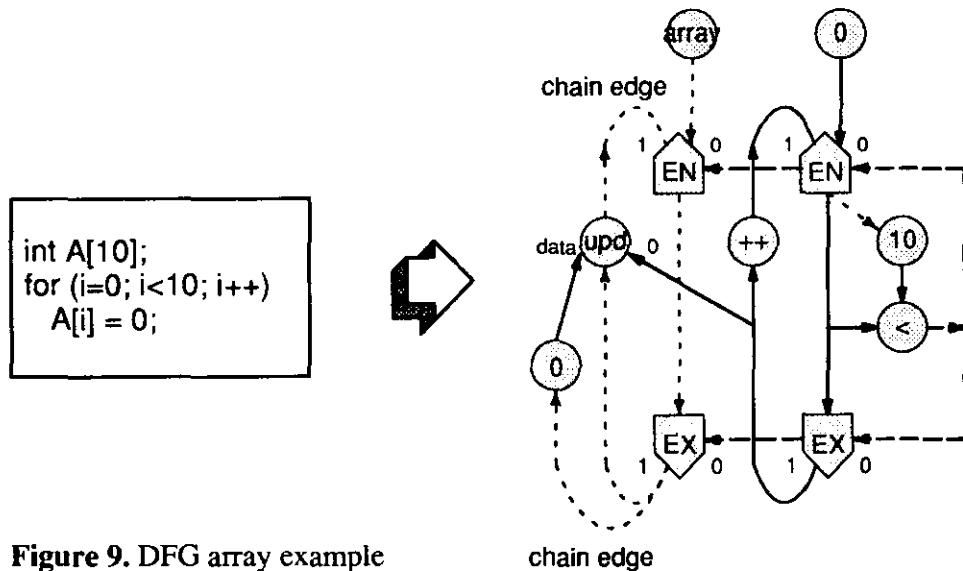 array
0
chain edge
1
0
1
0
EN
EN
int A[10];
for (i=0; i<10; i++)
A[i] = 0;
data
upd
0
++
10
<
0
EX
EX
1
0
1
0
Figure 9. DFG array example
chain edge